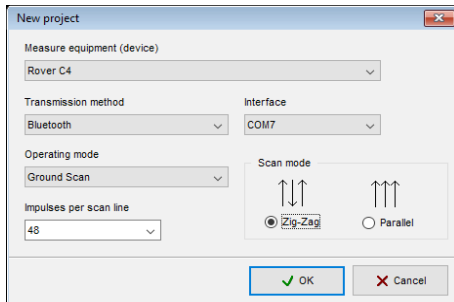 New project
Measure equipment (device)
Rover C4
Transmission method
Interface
Bluetooth
COM7
Operating mode
Ground Scan
Scan mode
Impulses per scan line
48
Zig-Zag
Parallel
OK
Cancel